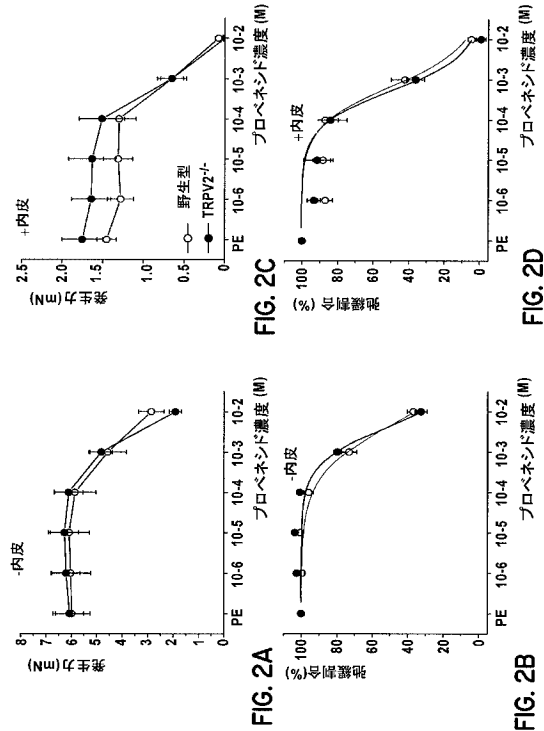 -内皮
発生力(mN)
8
7
6
5
4
3
2
1
0
PE
10-6
10-5
10-4
10-3
10-2
プロベネシド濃度 (M)
FIG. 2A
-内皮
弛緩割合(%)
100
80
60
40
20
0
PE
10-6
10-5
10-4
10-3
10-2
プロベネシド濃度 (M)
FIG. 2B
+内皮
発生力(mN)
2.5
2.0
1.5
1.0
0.5
0
野生型
TRPV2-/-
PE
10-6
10-5
10-4
10-3
10-2
プロベネシド濃度 (M)
FIG. 2C
+内皮
弛緩割合 (%)
100
80
60
40
20
0
PE
10-6
10-5
10-4
10-3
10-2
プロベネシド濃度 (M)
FIG. 2D